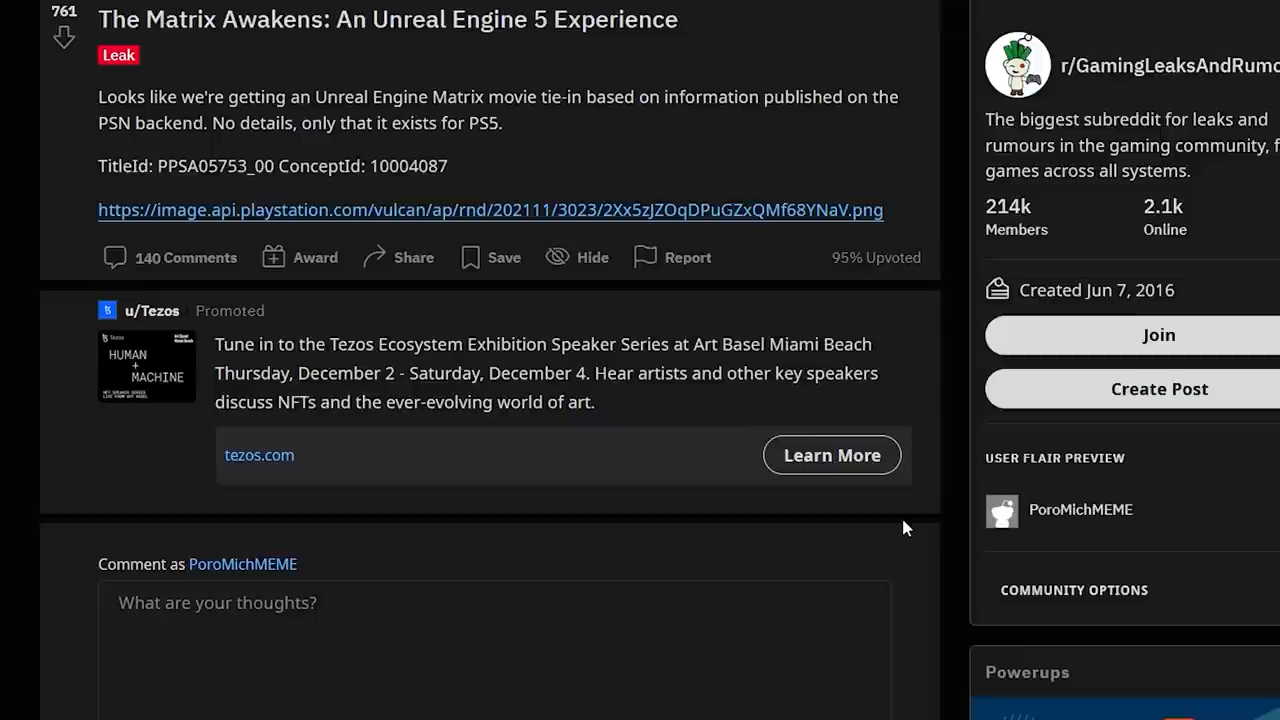 761
The Matrix Awakens: An Unreal Engine 5 Experience
Leak
Looks like we're getting an Unreal Engine Matrix movie tie-in based on information published on the
PSN backend. No details, only that it exists for PS5.
TitleId: PPSA05753_00 ConceptId: 10004087
https://image.api.playstation.com/vulcan/ap/rnd/202111/3023/2Xx5zJZOqDPuGZxQMf68YNaV.png
140 Comments Award Share Save Hide Report 95% Upvoted
u/Tezos Promoted
Tezos
HUMAN
+
MACHINE
Tune in to the Tezos Ecosystem Exhibition Speaker Series at Art Basel Miami Beach
Thursday, December 2 - Saturday, December 4. Hear artists and other key speakers
discuss NFTs and the ever-evolving world of art.
tezos.com Learn More
Comment as PoroMichMEME
What are your thoughts?
r/GamingLeaksAndRumo
The biggest subreddit for leaks and
rumours in the gaming community, f
games across all systems.
214k 2.1k
Members Online
Created Jun 7, 2016
Join
Create Post
USER FLAIR PREVIEW
PoroMichMEME
COMMUNITY OPTIONS
Powerups